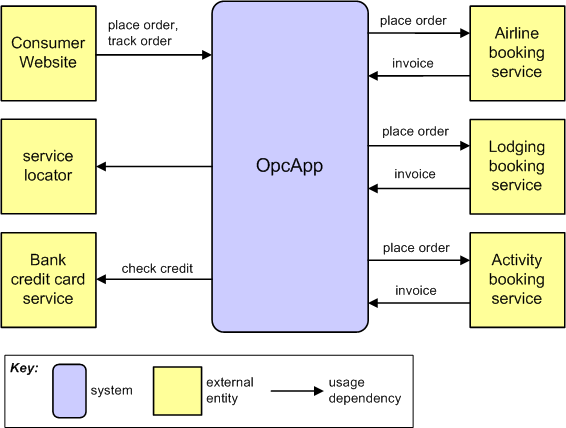 Consumer
Website
place order,
track order
service
locator
Bank
credit card
service
check credit
OpcApp
place order
invoice
Airline
booking
service
place order
invoice
Lodging
booking
service
place order
invoice
Activity
booking
service
Key:
system
external
entity
usage
dependency